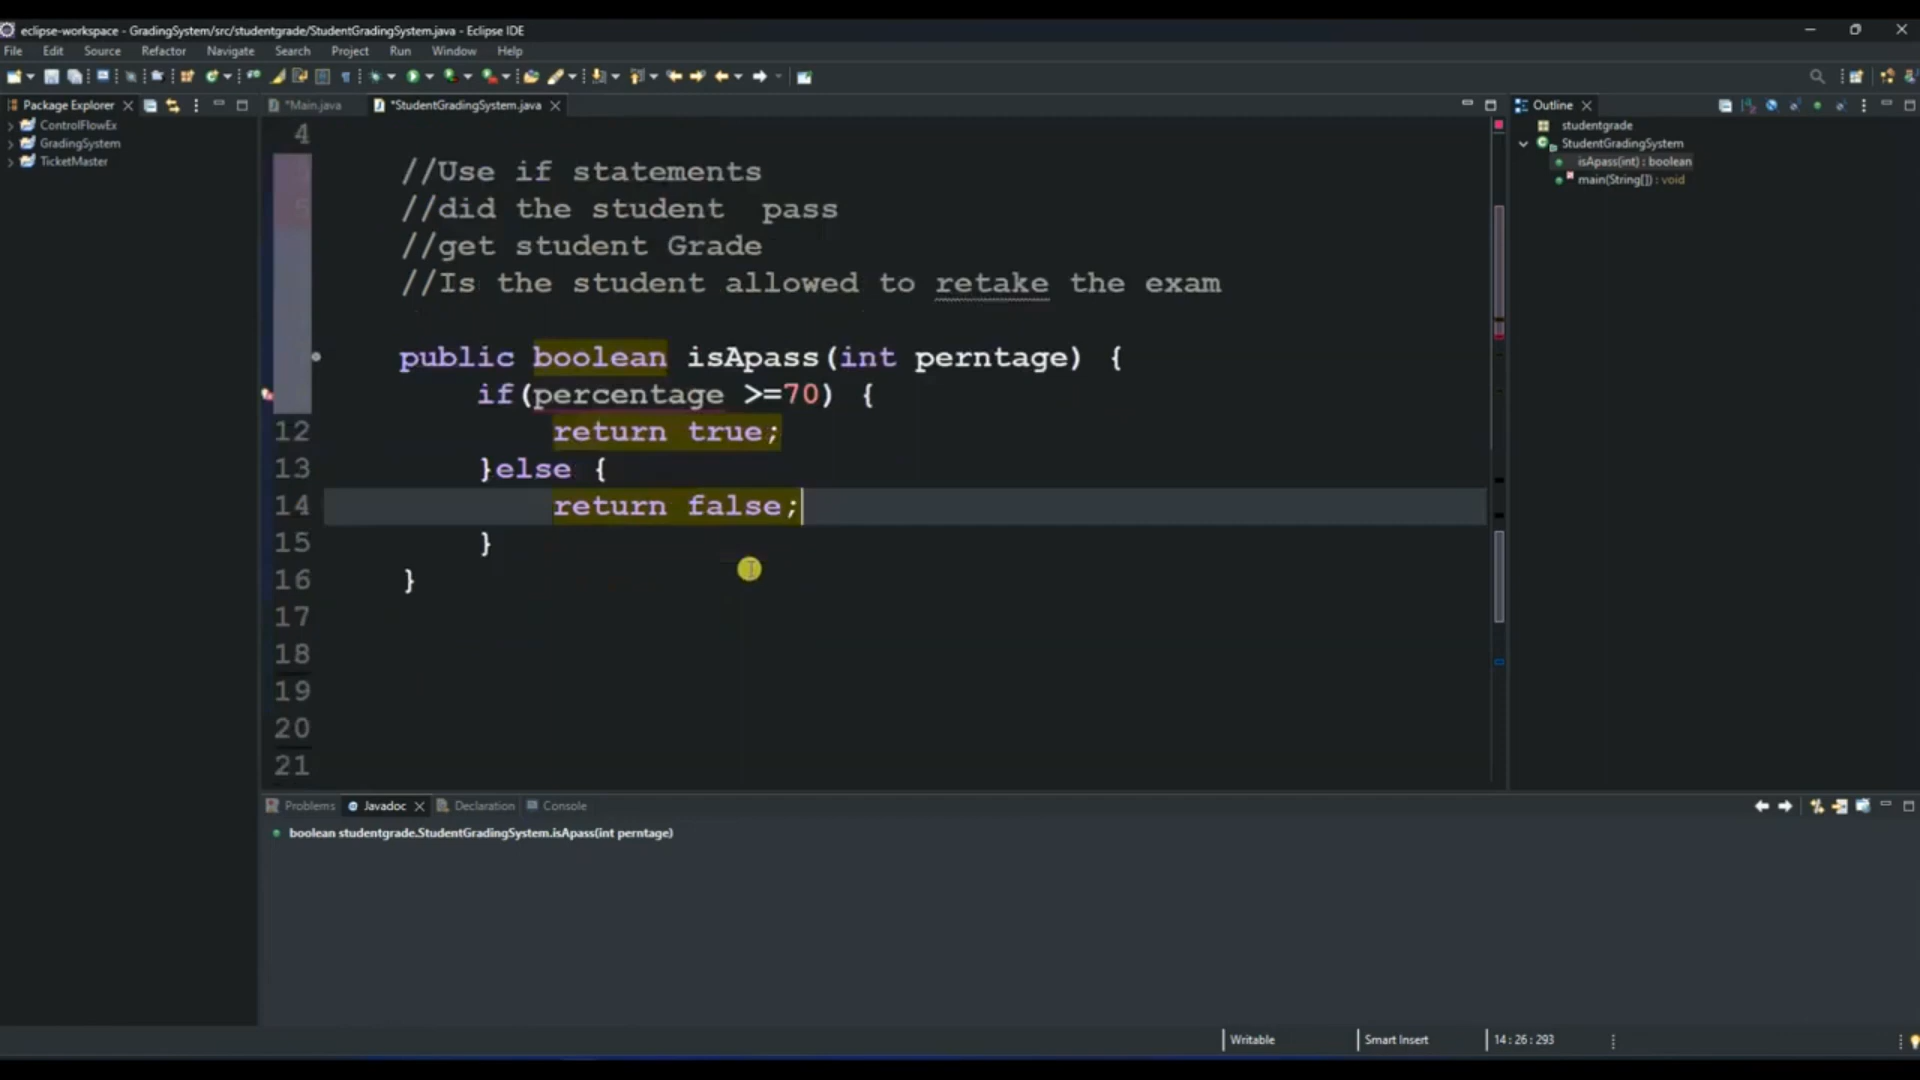 eclipse-workspace - GradingSystem/src/studentgrade/StudentGradingSystem.java - Eclipse IDE
File Edit Source Refactor Navigate Search Project Run Window Help
Package Explorer
*Main.java
*StudentGradingSystem.java
Outline
ControlFlowEx
GradingSystem
TicketMaster
studentgrade
StudentGradingSystem
isApass(int) : boolean
main(String[]) : void
4
//Use if statements
//did the student  pass
//get student Grade
//Is the student allowed to retake the exam
public boolean isApass(int perntage) {
if(percentage >=70) {
12 return true;
13 }else {
14 return false;
15 }
16 }
17
18
19
20
21
Problems Javadoc Declaration Console
boolean studentgrade.StudentGradingSystem.isApass(int perntage)
Writable Smart Insert 14 : 26 : 293